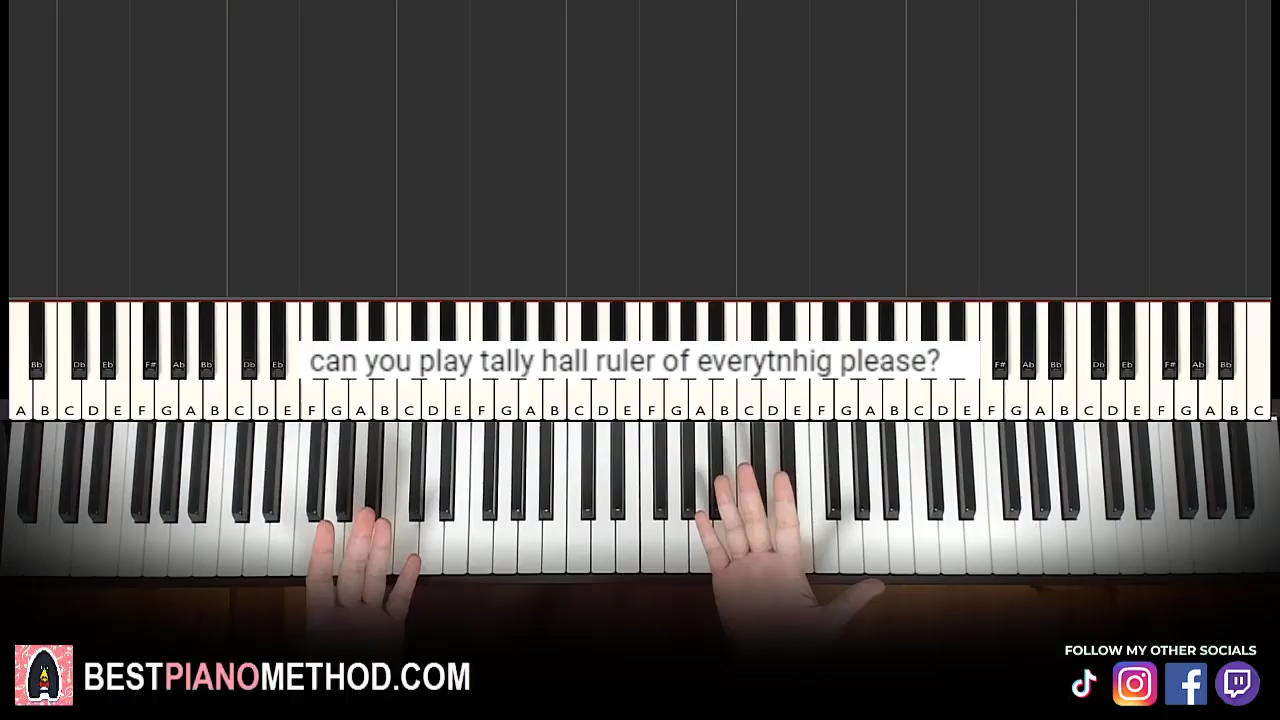 Bb Db Eb F# Ab Bb Db Eb F# Ab Bb Db Eb F# Ab Bb
can you play tally hall ruler of everytnhig please?
A B C D E F G A B C D E F G A B C D E F G A B C D E F G A B C D E F G A B C D E F G A B C D E F G A B C
BESTPIANOMETHOD.COM
FOLLOW MY OTHER SOCIALS